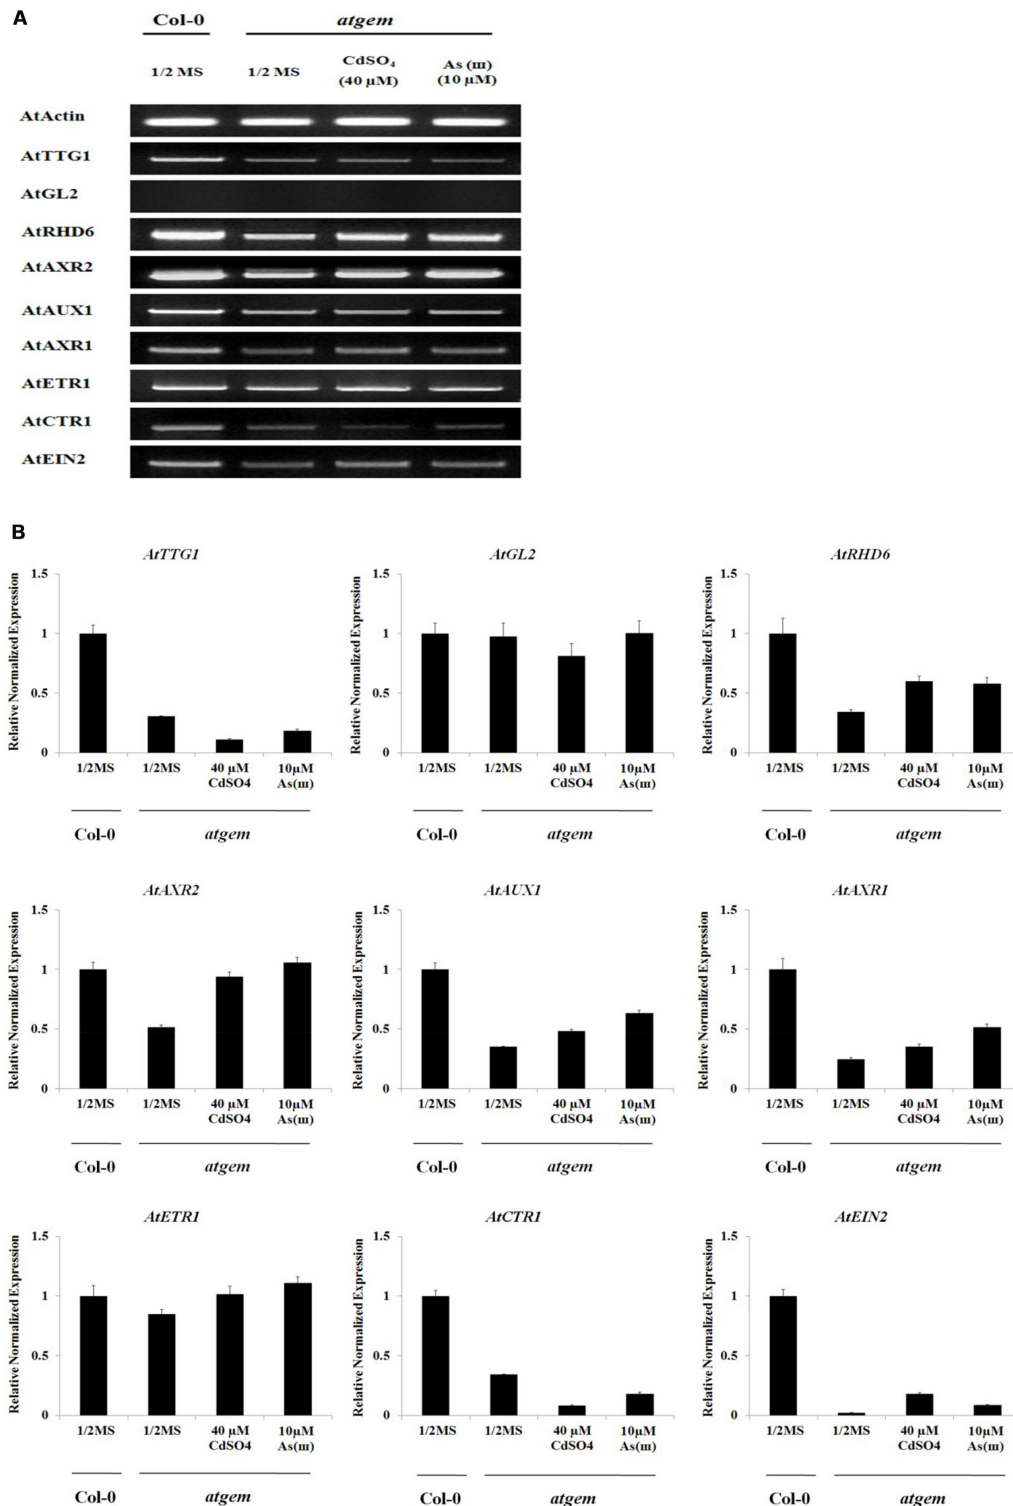 A
Col-0 atgem
1/2 MS 1/2 MS CdSO4 (40 µM) As (III) (10 µM)
AtActin
AtTTG1
AtGL2
AtRHD6
AtAXR2
AtAUX1
AtAXR1
AtETR1
AtCTR1
AtEIN2
B
AtTTG1
Relative Normalized Expression
1.5
1
0.5
0
1/2MS 1/2MS 40 µM CdSO4 10µM As(III)
Col-0 atgem
AtGL2
Relative Normalized Expression
1.5
1
0.5
0
1/2MS 1/2MS 40 µM CdSO4 10µM As(III)
Col-0 atgem
AtRHD6
Relative Normalized Expression
1.5
1
0.5
0
1/2MS 1/2MS 40 µM CdSO4 10µM As(III)
Col-0 atgem
AtAXR2
Relative Normalized Expression
1.5
1
0.5
0
1/2MS 1/2MS 40 µM CdSO4 10µM As(III)
Col-0 atgem
AtAUX1
Relative Normalized Expression
1.5
1
0.5
0
1/2MS 1/2MS 40 µM CdSO4 10µM As(III)
Col-0 atgem
AtAXR1
Relative Normalized Expression
1.5
1
0.5
0
1/2MS 1/2MS 40 µM CdSO4 10µM As(III)
Col-0 atgem
AtETR1
Relative Normalized Expression
1.5
1
0.5
0
1/2MS 1/2MS 40 µM CdSO4 10µM As(III)
Col-0 atgem
AtCTR1
Relative Normalized Expression
1.5
1
0.5
0
1/2MS 1/2MS 40 µM CdSO4 10µM As(III)
Col-0 atgem
AtEIN2
Relative Normalized Expression
1.5
1
0.5
0
1/2MS 1/2MS 40 µM CdSO4 10µM As(III)
Col-0 atgem